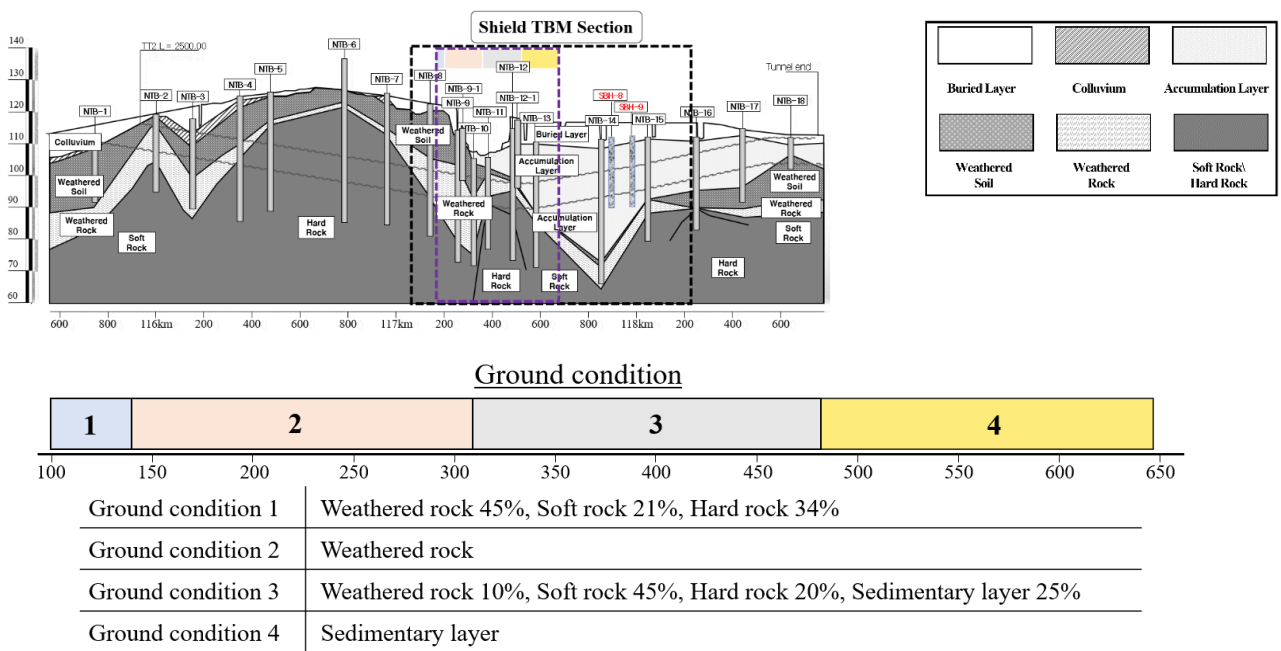 Shield TBM Section
TT2 L = 2500.00
140
130
120
110
100
90
80
70
60
NTB-1
NTB-2
NTB-3
NTB-4
NTB-5
NTB-6
NTB-7
NTB-8
NTB-9-1
NTB-9
NTB-10
NTB-11
NTB-12
NTB-12-1
NTB-13
NTB-14
SBH-8
SBH-9
NTB-15
NTB-16
NTB-17
NTB-18
Tunnel end
Colluvium
Weathered
Soil
Weathered
Rock
Soft
Rock
Hard
Rock
Weathered
Soil
Weathered
Rock
Buried Layer
Accumulation
Layer
Accumulation
Layer
Hard
Rock
Soft
Rock
Weathered
Soil
Weathered
Rock
Soft
Rock
Hard
Rock
600 800 116km 200 400 600 800 117km 200 400 600 800 118km 200 400 600
Buried Layer Colluvium Accumulation Layer
Weathered
Soil
Weathered
Rock
Soft Rock\
Hard Rock
Ground condition
1 2 3 4
100 150 200 250 300 350 400 450 500 550 600 650
Ground condition 1 Weathered rock 45%, Soft rock 21%, Hard rock 34%
Ground condition 2 Weathered rock
Ground condition 3 Weathered rock 10%, Soft rock 45%, Hard rock 20%, Sedimentary layer 25%
Ground condition 4 Sedimentary layer